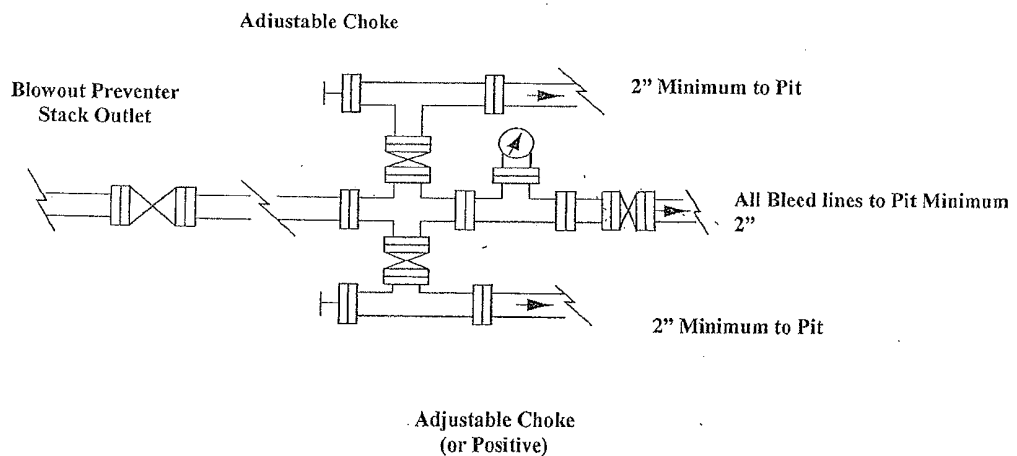 Adiustable Choke
Blowout Preventer
Stack Outlet
2” Minimum to Pit
All Bleed lines to Pit Minimum
2”
2” Minimum to Pit
Adjustable Choke
(or Positive)